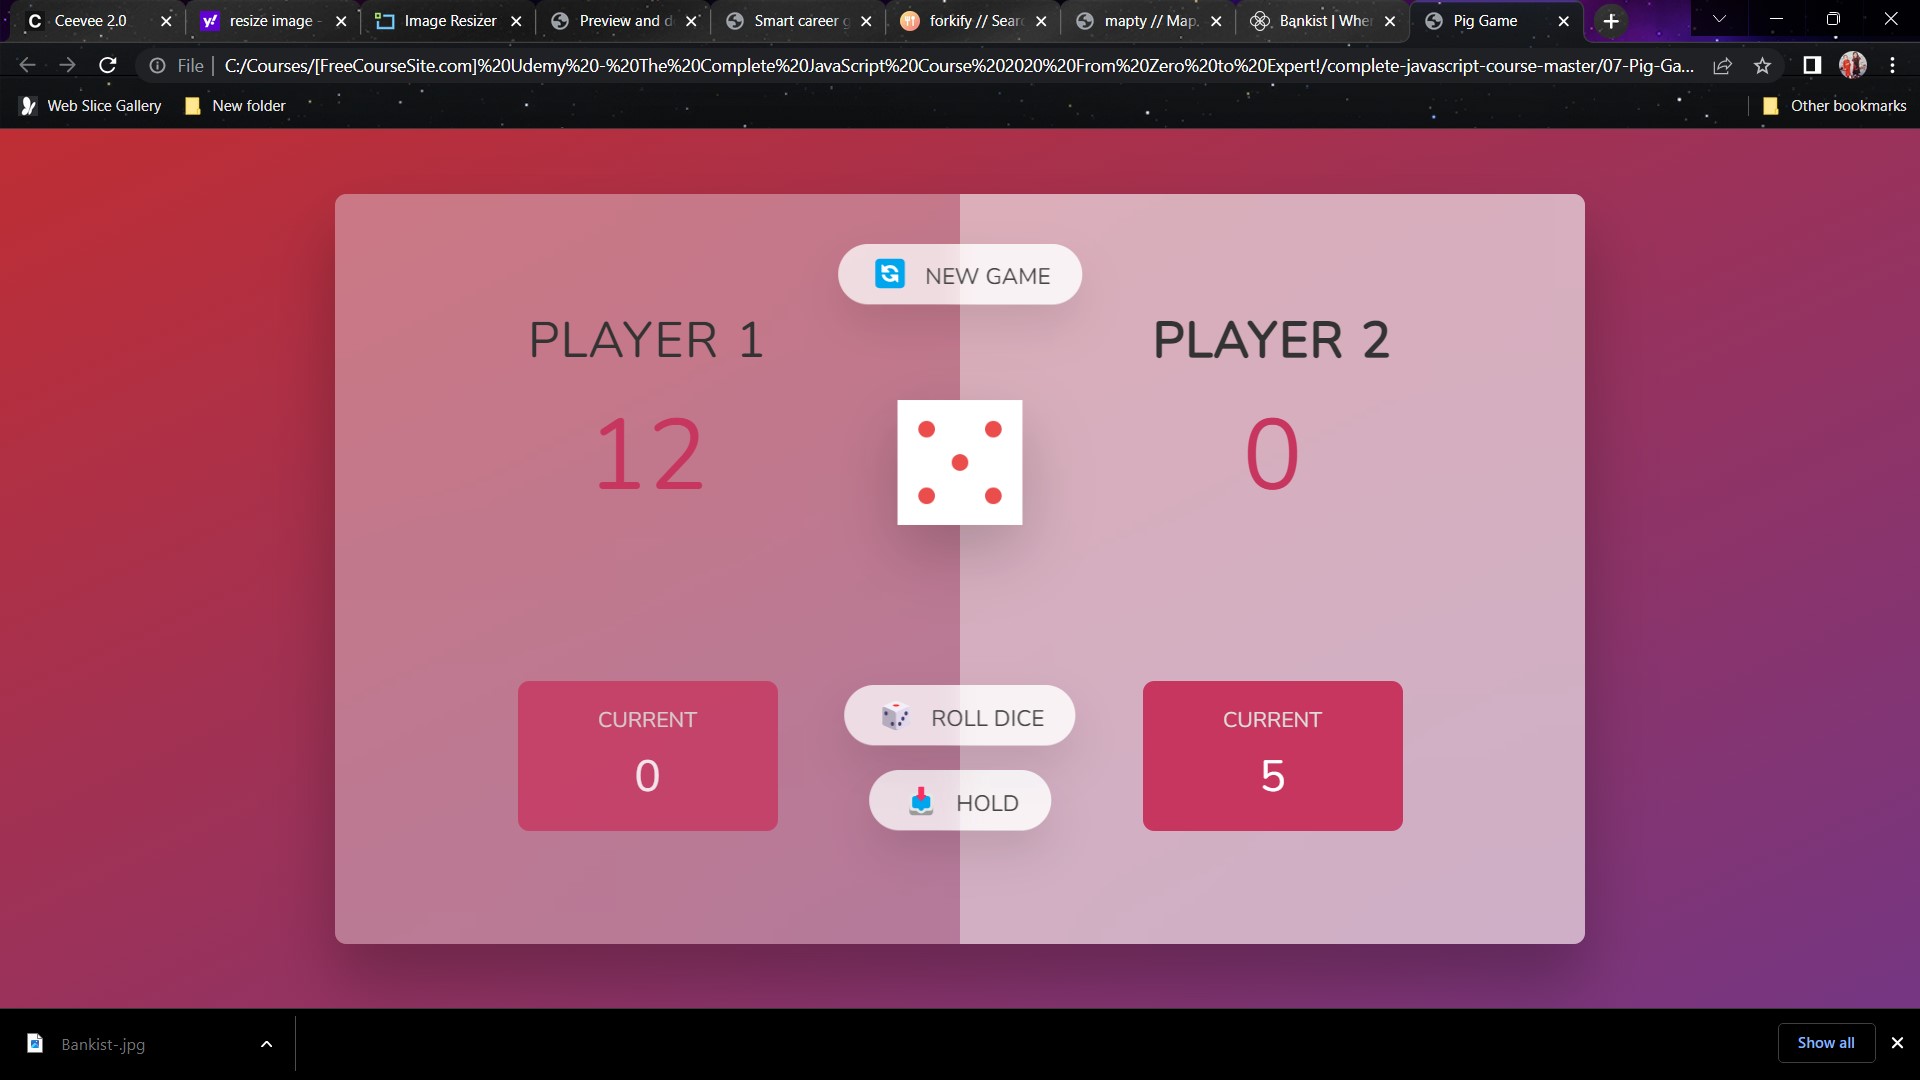 Ceevee 2.0
resize image -
Image Resizer
Preview and d
Smart career g
forkify // Sear
mapty // Map
Bankist | Whe
Pig Game
File
C:/Courses/[FreeCourseSite.com]%20Udemy%20-%20The%20Complete%20JavaScript%20Course%202020%20From%20Zero%20to%20Expert!/complete-javascript-course-master/07-Pig-Ga...
Web Slice Gallery
New folder
Other bookmarks
NEW GAME
PLAYER 1
PLAYER 2
12
0
CURRENT
0
ROLL DICE
HOLD
CURRENT
5
Bankist-.jpg
Show all